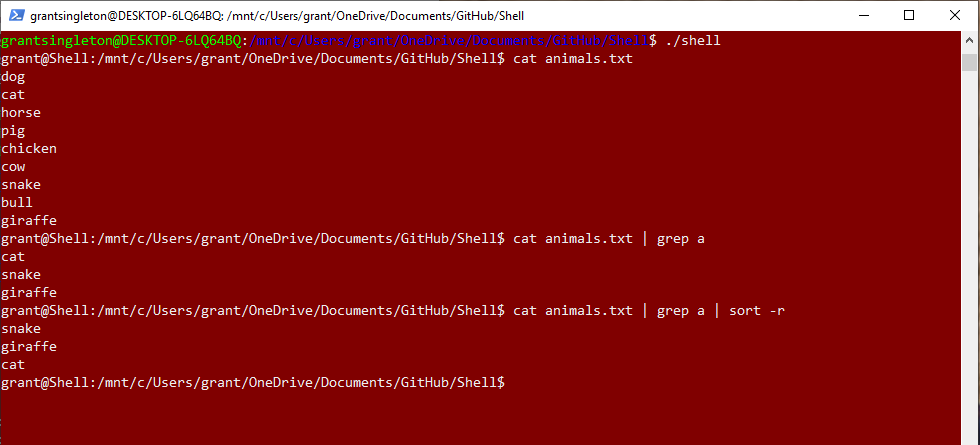 grantsingleton@DESKTOP-6LQ64BQ: /mnt/c/Users/grant/OneDrive/Documents/GitHub/Shell
grantsingleton@DESKTOP-6LQ64BQ:/mnt/c/Users/grant/OneDrive/Documents/GitHub/Shell$ ./shell
grant@Shell:/mnt/c/Users/grant/OneDrive/Documents/GitHub/Shell$ cat animals.txt
dog
cat
horse
pig
chicken
cow
snake
bull
giraffe
grant@Shell:/mnt/c/Users/grant/OneDrive/Documents/GitHub/Shell$ cat animals.txt | grep a
cat
snake
giraffe
grant@Shell:/mnt/c/Users/grant/OneDrive/Documents/GitHub/Shell$ cat animals.txt | grep a | sort -r
snake
giraffe
cat
grant@Shell:/mnt/c/Users/grant/OneDrive/Documents/GitHub/Shell$